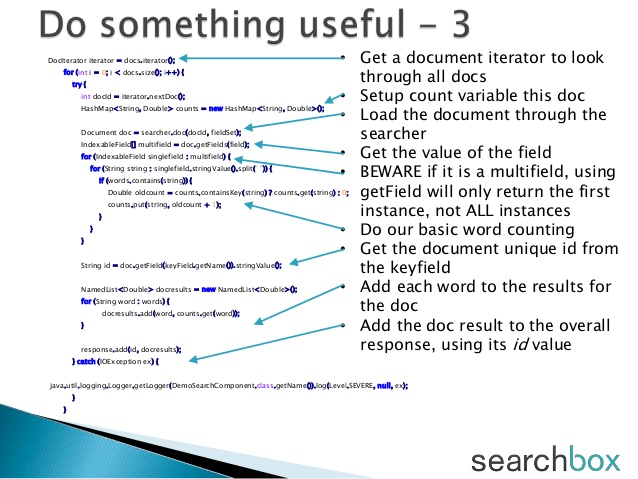 Do something useful – 3
DocIterator iterator = docs.iterator();
for (int i = 0; i < docs.size(); i++) {
try {
int docId = iterator.nextDoc();
HashMap<String, Double> counts = new HashMap<String, Double>();
Document doc = searcher.doc(docId, fieldSet);
IndexableField[] multifield = doc.getFields(field);
for (IndexableField singlefield : multifield) {
for (String string : singlefield.stringValue().split(" ")) {
if (words.contains(string)) {
Double oldcount = counts.containsKey(string) ? counts.get(string) : 0;
counts.put(string, oldcount + 1);
}
}
}
String id = doc.getField(keyField.getName()).stringValue();
NamedList<Double> docresults = new NamedList<Double>();
for (String word : words) {
docresults.add(word, counts.get(word));
}
response.add(id, docresults);
} catch (IOException ex) {
java.util.logging.Logger.getLogger(DemoSearchComponent.class.getName()).log(Level.SEVERE, null, ex);
}
}
• Get a document iterator to look
through all docs
• Setup count variable this doc
• Load the document through the
searcher
• Get the value of the field
• BEWARE if it is a multifield, using
getField will only return the first
instance, not ALL instances
• Do our basic word counting
• Get the document unique id from
the keyfield
• Add each word to the results for
the doc
• Add the doc result to the overall
response, using its id value
searchbox